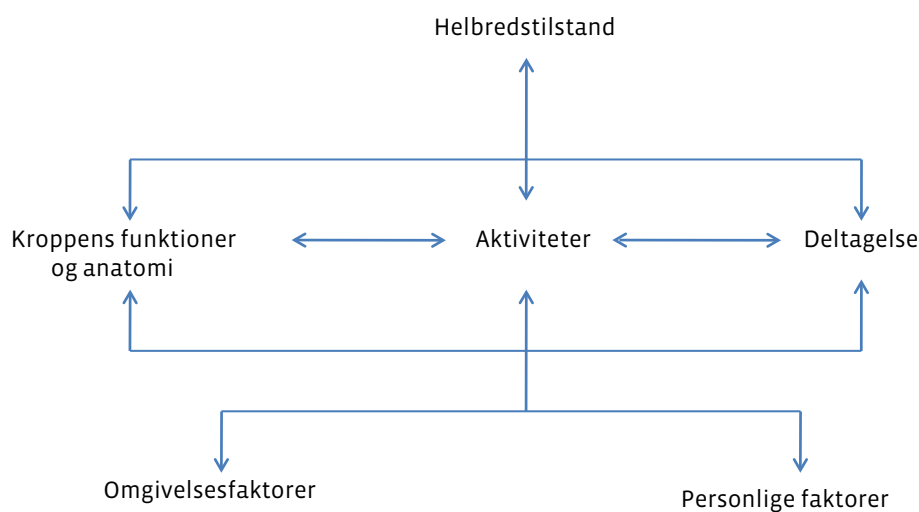 Helbredstilstand
Kroppens funktioner
og anatomi
Aktiviteter
Deltagelse
Omgivelsesfaktorer
Personlige faktorer